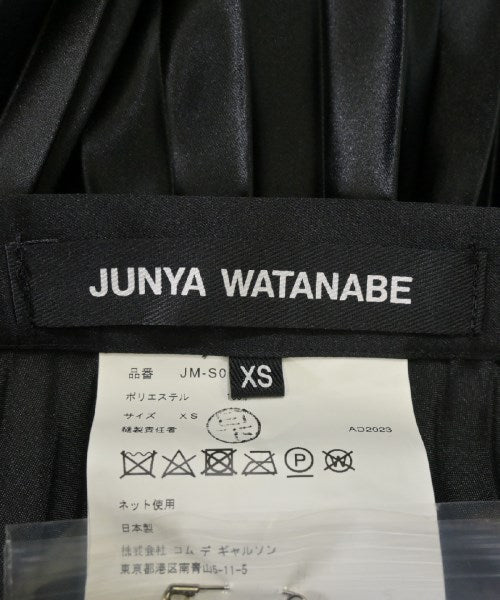 JUNYA WATANABE
XS
品番 JM-S0
ポリエステル
サイズ XS
縫製責任者
AD2023
P W
ネット使用
日本製
株式会社 コム デ ギャルソン
東京都港区南青山5-11-5